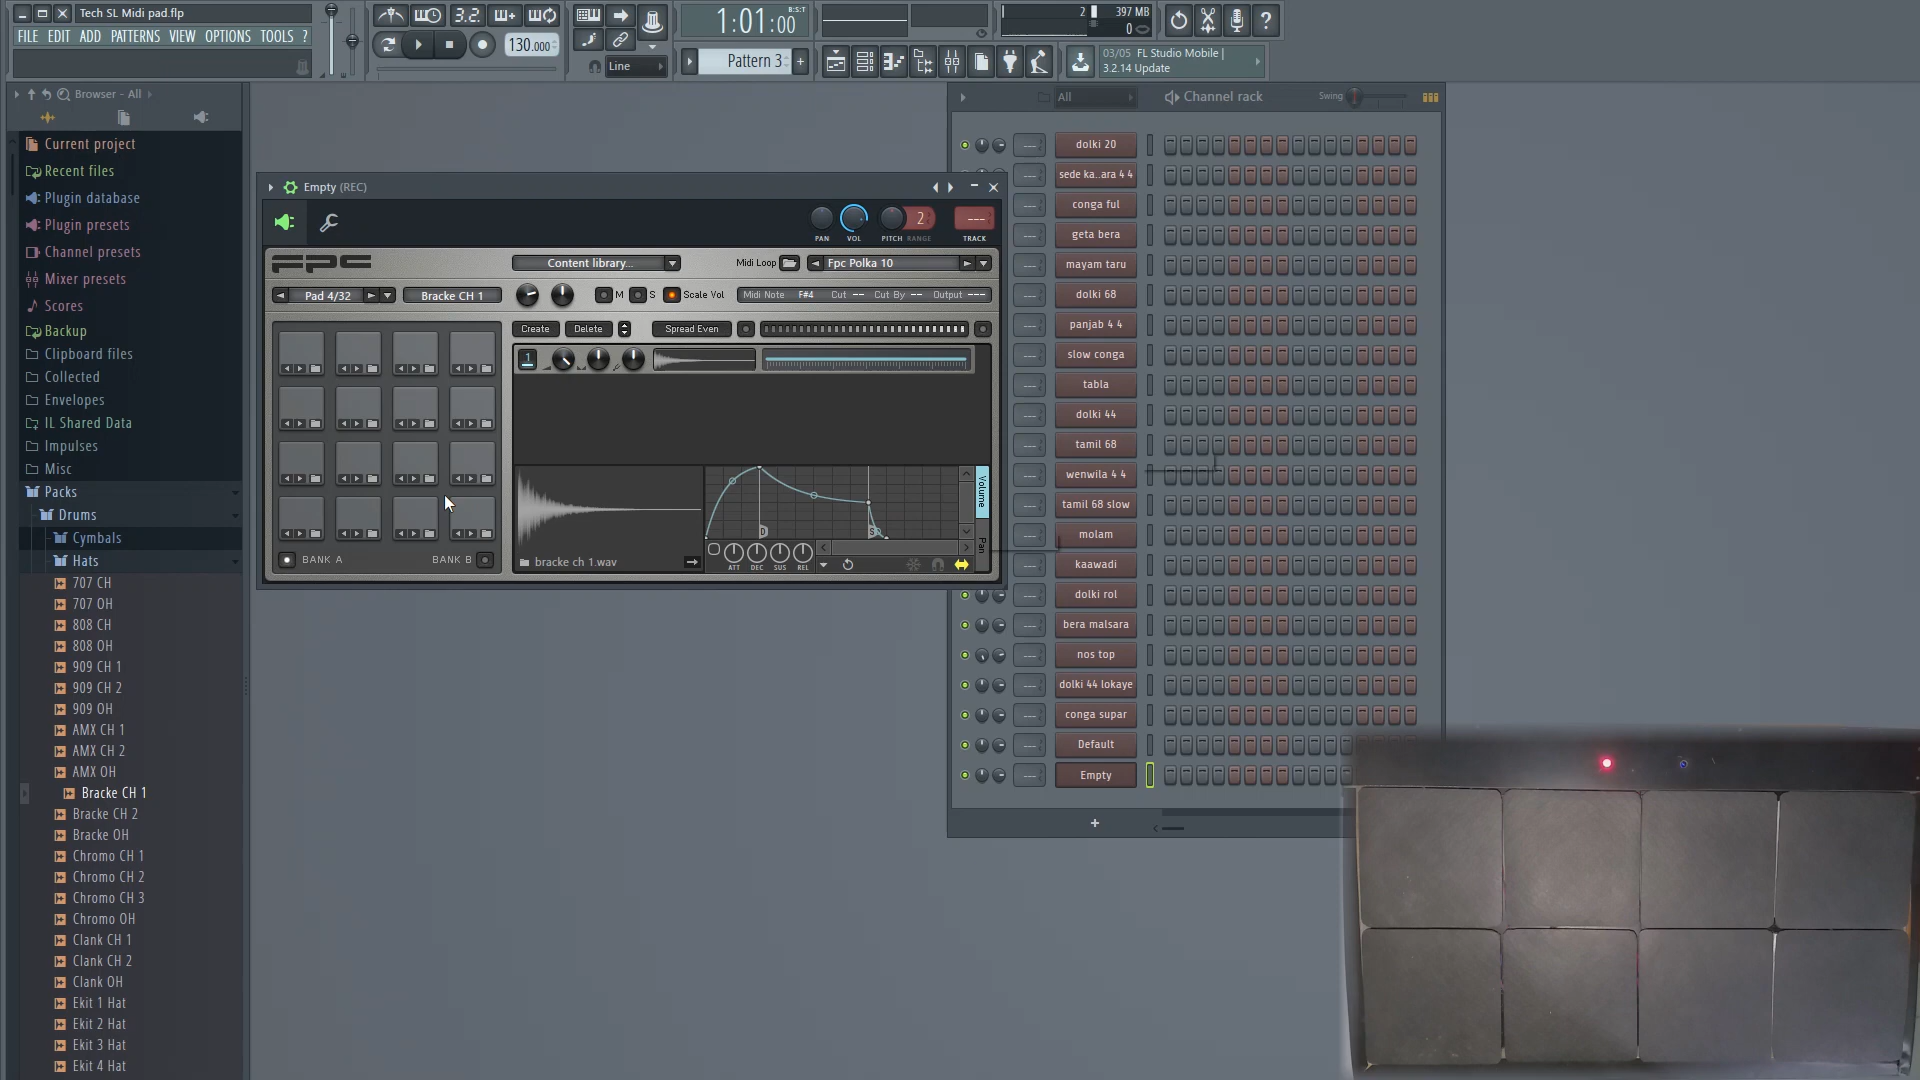 Tech SL Midi pad.flp
FILE EDIT ADD PATTERNS VIEW OPTIONS TOOLS ?
3.2.
130.000
Line
1:01:00
B:S:T
Pattern 3
+
2
397 MB
0
?
03/05 FL Studio Mobile |
3.2.14 Update
Browser - All
Current project
Recent files
Plugin database
Plugin presets
Channel presets
Mixer presets
Scores
Backup
Clipboard files
Collected
Envelopes
IL Shared Data
Impulses
Misc
Packs
Drums
Cymbals
Hats
707 CH
707 OH
808 CH
808 OH
909 CH 1
909 CH 2
909 OH
AMX CH 1
AMX CH 2
AMX OH
Bracke CH 1
Bracke CH 2
Bracke OH
Chromo CH 1
Chromo CH 2
Chromo CH 3
Chromo OH
Clank CH 1
Clank CH 2
Clank OH
Ekit 1 Hat
Ekit 2 Hat
Ekit 3 Hat
Ekit 4 Hat
Empty (REC)
2
---
PAN VOL PITCH RANGE TRACK
FPC
Content library...
Midi Loop
Fpc Polka 10
Pad 4/32
Bracke CH 1
M S Scale Vol
Midi Note F#4 Cut -- Cut By -- Output ---
Create Delete Spread Even
1
Volume
Pan
BANK A BANK B
bracke ch 1.wav
ATT DEC SUS REL
All
Channel rack
Swing
dolki 20
sede ka..ara 4 4
conga ful
geta bera
mayam taru
dolki 68
panjab 4 4
slow conga
tabla
dolki 44
tamil 68
wenwila 4 4
tamil 68 slow
molam
kaawadi
dolki rol
bera malsara
nos top
dolki 44 lokaye
conga supar
Default
Empty
+